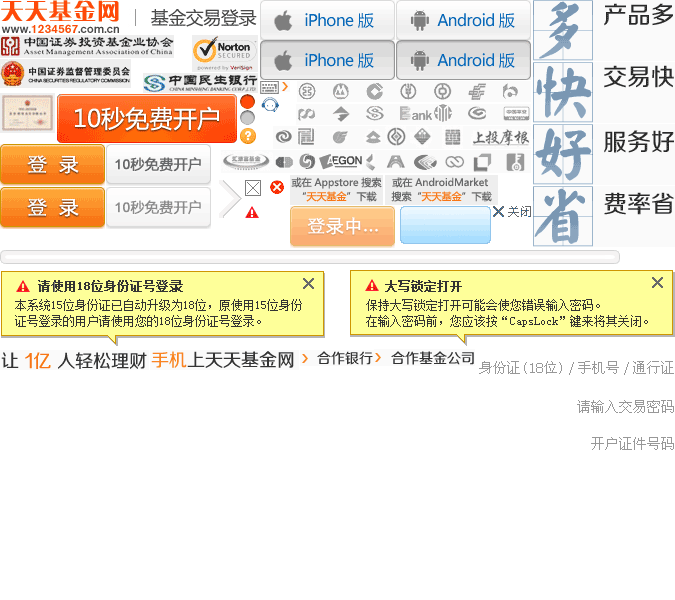 天天基金网
www.1234567.com.cn
基金交易登录
iPhone 版
Android 版
多
产品多
中国证券投资基金业协会
Asset Management Association of China
Norton
SECURED
powered by VeriSign
iPhone 版
Android 版
中国证券监督管理委员会
CHINA SECURITIES REGULATORY COMMISSION
中国民生银行
CHINA MINSHENG BANKING CORP.,LTD
快
交易快
10秒免费开户
Bank
上投摩根
好
服务好
登 录
10秒免费开户
汇添富基金
AEGON
或在 Appstore 搜索
“天天基金”下载
或在 AndroidMarket
搜索“天天基金”下载
登 录
10秒免费开户
登录中...
关闭
省
费率省
请使用18位身份证号登录
本系统15位身份证已自动升级为18位，原使用15位身份
证号登录的用户请使用您的18位身份证号登录。
大写锁定打开
保持大写锁定打开可能会使您错误输入密码。
在输入密码前，您应该按“CapsLock”键来将其关闭。
让 1亿 人轻松理财 手机上天天基金网
合作银行
合作基金公司
身份证(18位) / 手机号 / 通行证
请输入交易密码
开户证件号码